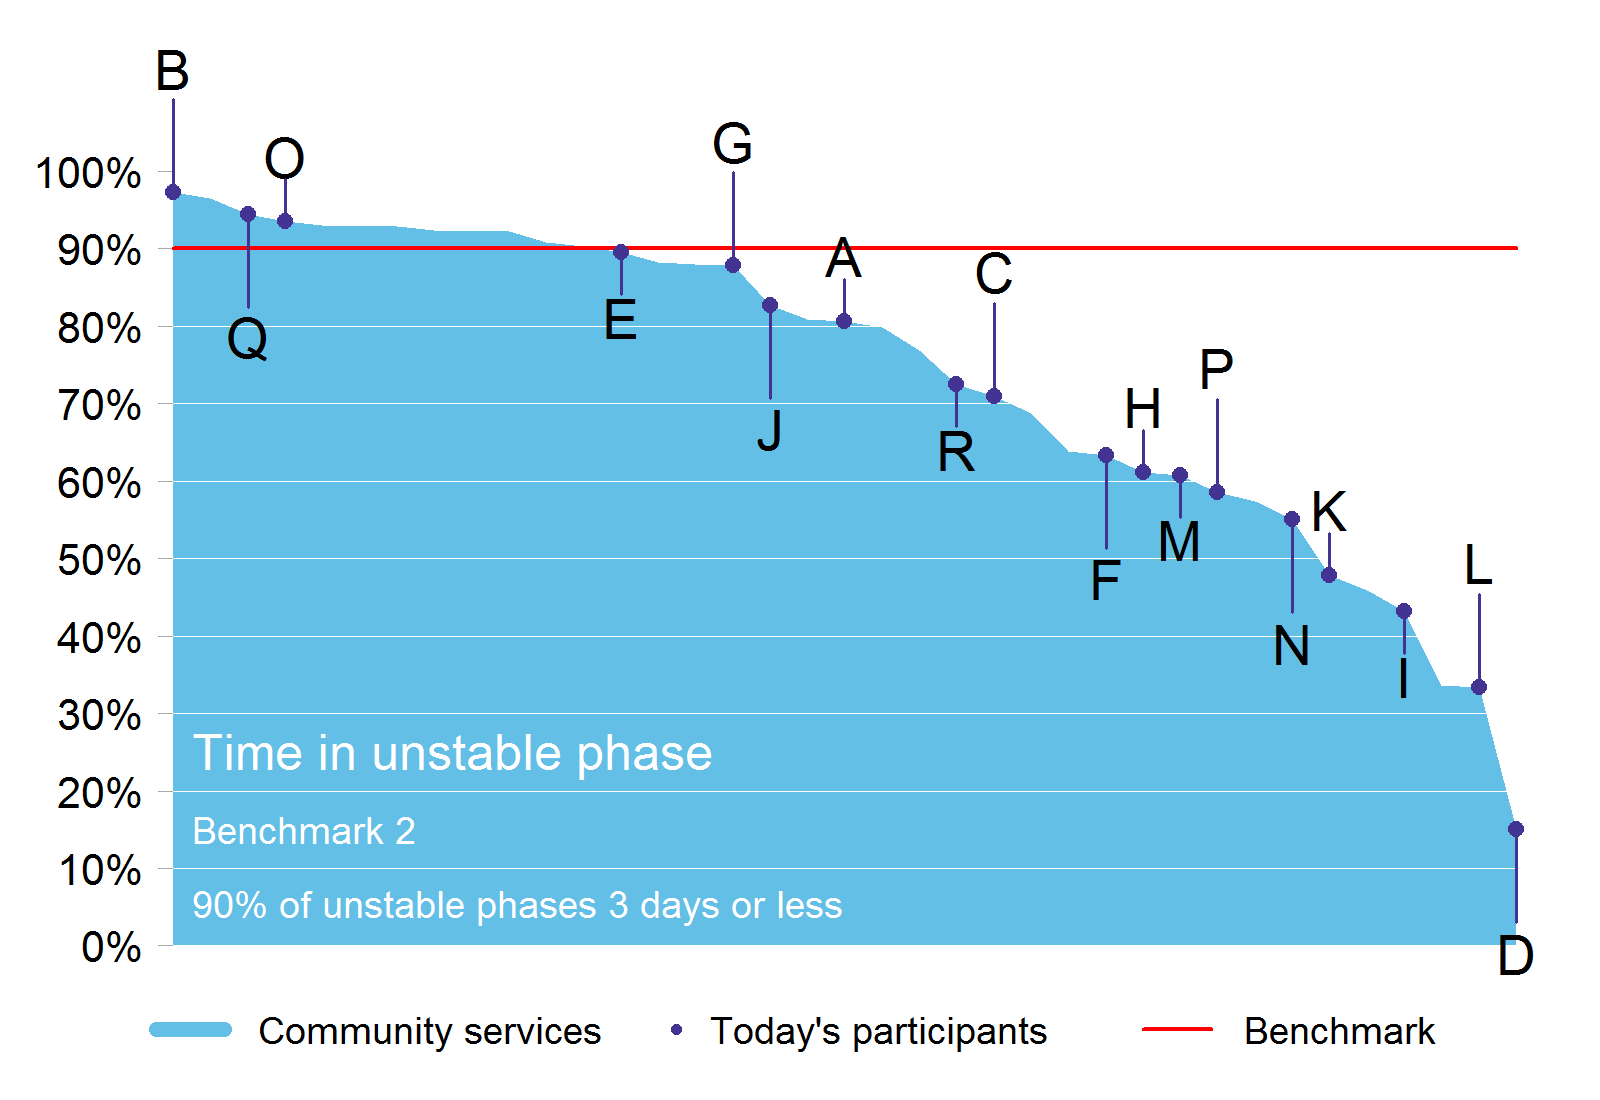 B
O
G
100%
90%
A
C
Q
E
80%
P
J
R
H
70%
60%
K
M
F
L
50%
N
I
40%
30%
Time in unstable phase
20%
Benchmark 2
10%
90% of unstable phases 3 days or less
0%
D
Community services
Today's participants
Benchmark